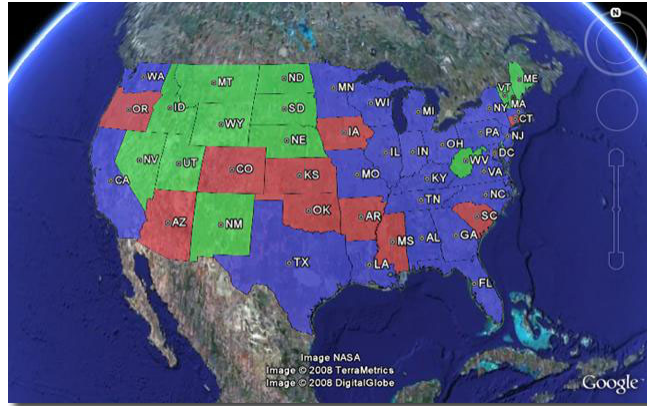 N
WA
MT
ND
MN
ME
VT
OR
ID
SD
WI
MI
NY
MA
CT
WY
IA
PA
NJ
NE
OH
NV
UT
IL
IN
DC
WV
CO
KS
MO
VA
CA
KY
NC
TN
OK
AR
SC
AZ
NM
MS
AL
GA
TX
LA
FL
Image NASA
Image © 2008 TerraMetrics
Image © 2008 DigitalGlobe
Google